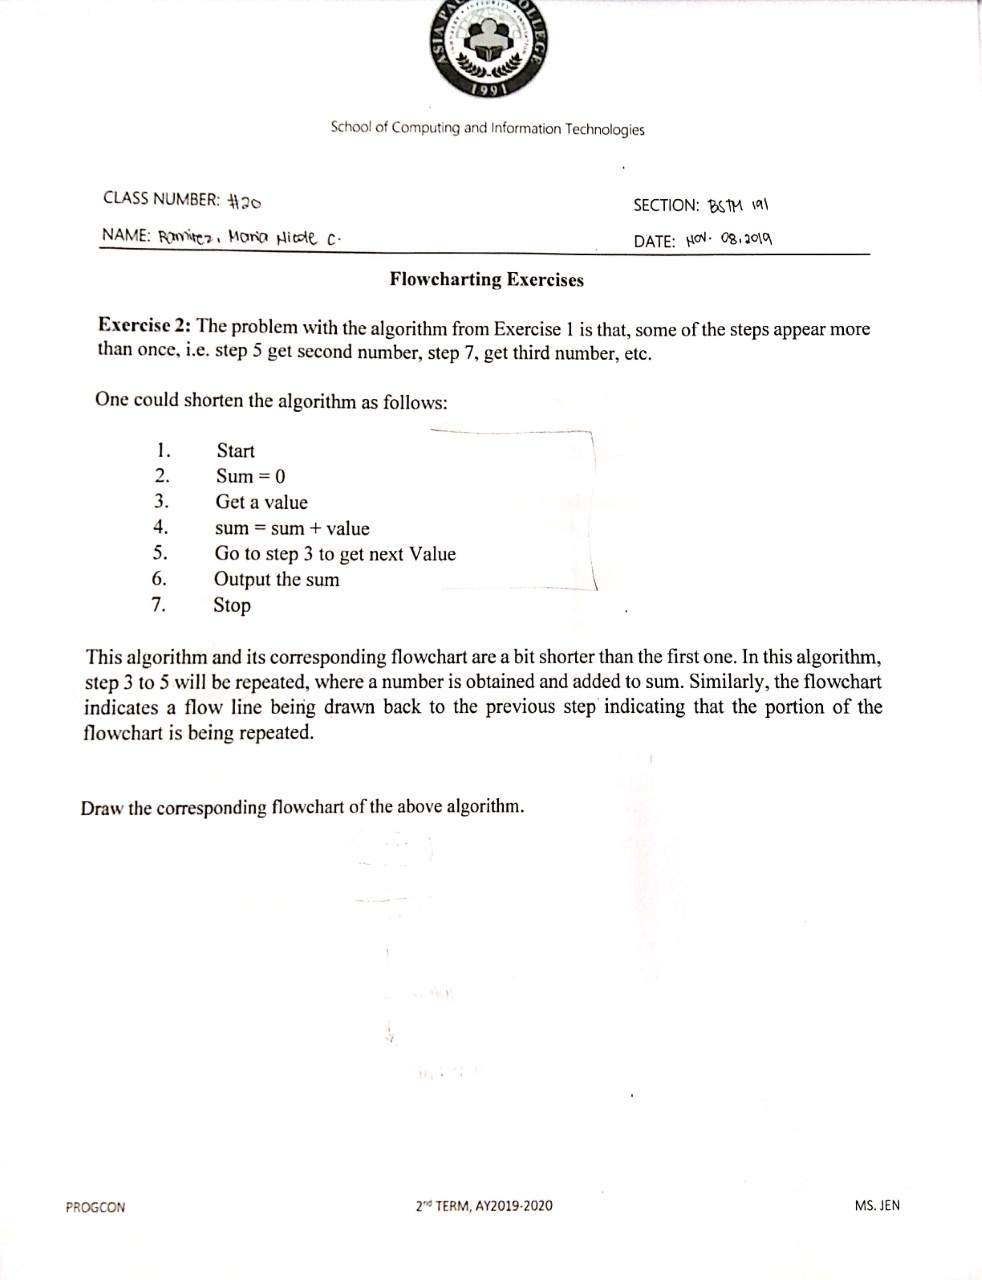 ASIA PA OLLEGE
1991
School of Computing and Information Technologies
CLASS NUMBER: #20
SECTION: BSTM 191
NAME: Ramirez, Maria Nicole C.
DATE: NOV. 08, 2019
Flowcharting Exercises
Exercise 2: The problem with the algorithm from Exercise 1 is that, some of the steps appear more
than once, i.e. step 5 get second number, step 7, get third number, etc.
One could shorten the algorithm as follows:
1. Start
2. Sum = 0
3. Get a value
4. sum = sum + value
5. Go to step 3 to get next Value
6. Output the sum
7. Stop
This algorithm and its corresponding flowchart are a bit shorter than the first one. In this algorithm,
step 3 to 5 will be repeated, where a number is obtained and added to sum. Similarly, the flowchart
indicates a flow line being drawn back to the previous step indicating that the portion of the
flowchart is being repeated.
Draw the corresponding flowchart of the above algorithm.
PROGCON
2nd TERM, AY2019-2020
MS. JEN